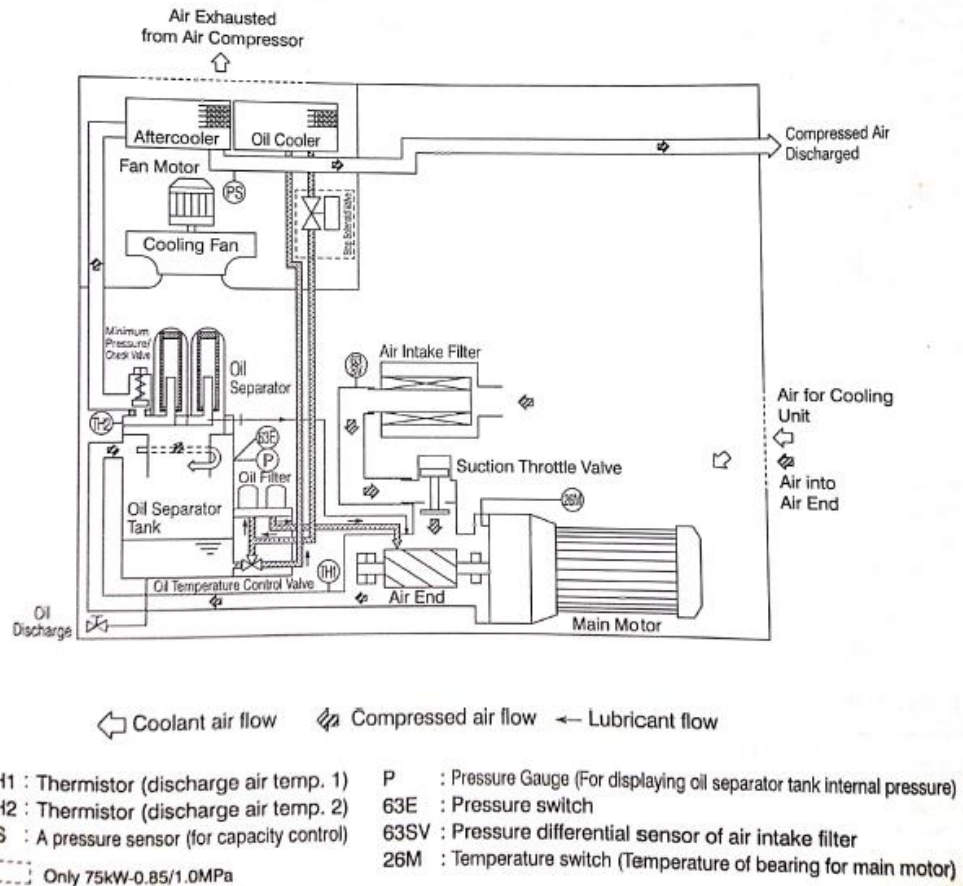 Air Exhausted
from Air Compressor
Aftercooler
Oil Cooler
Compressed Air
Discharged
Fan Motor
PS
Stop Solenoid Valve
Cooling Fan
Minimum
Pressure/
Check Valve
Oil
Separator
63
SV
Air Intake Filter
Air for Cooling
Unit
Air into
Air End
TH2
63E
P
Oil Filter
Suction Throttle Valve
26M
Oil Separator
Tank
Oil Temperature Control Valve
TH1
Air End
Main Motor
Oil
Discharge
Coolant air flow
Compressed air flow
Lubricant flow
H1 : Thermistor (discharge air temp. 1)
H2 : Thermistor (discharge air temp. 2)
S : A pressure sensor (for capacity control)
Only 75kW-0.85/1.0MPa
P : Pressure Gauge (For displaying oil separator tank internal pressure)
63E : Pressure switch
63SV : Pressure differential sensor of air intake filter
26M : Temperature switch (Temperature of bearing for main motor)